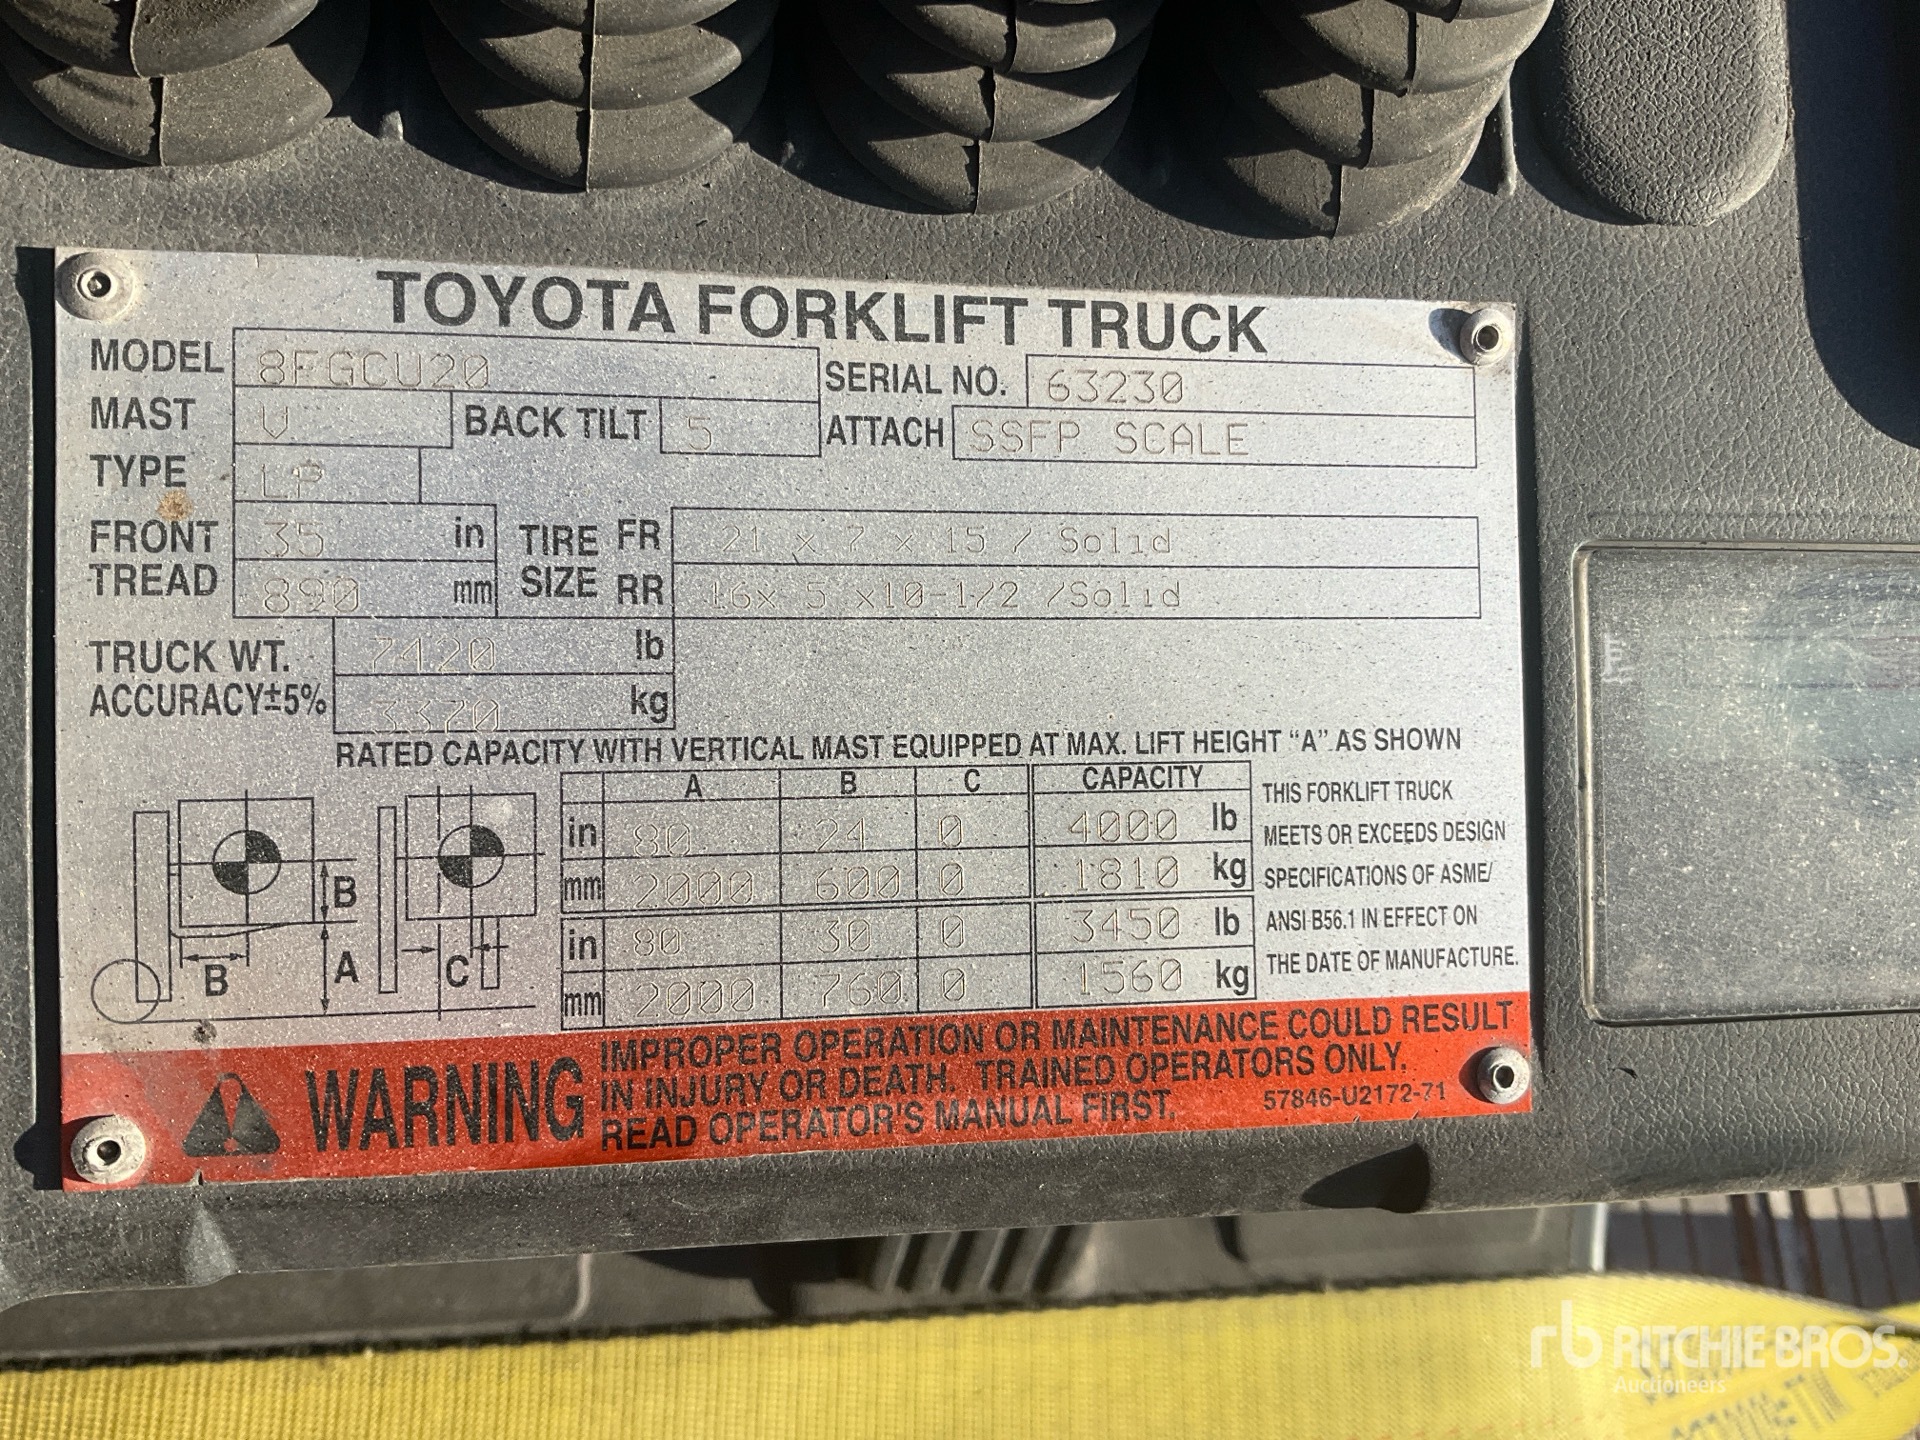 TOYOTA FORKLIFT TRUCK
MODEL 8FGCU20 SERIAL NO. 63230
MAST V BACK TILT 5 ATTACH SSFP SCALE
TYPE LP
FRONT TREAD 35 in TIRE SIZE FR 21 x 7 x 15 / Solid
890 mm RR 16x 5 x10-1/2 /Solid
TRUCK WT. 7420 lb
ACCURACY±5% 3370 kg
RATED CAPACITY WITH VERTICAL MAST EQUIPPED AT MAX. LIFT HEIGHT “A” AS SHOWN
A B C CAPACITY
in 80 24 0 4000 lb
mm 2000 600 0 1810 kg
in 80 30 0 3450 lb
mm 2000 760 0 1560 kg
THIS FORKLIFT TRUCK
MEETS OR EXCEEDS DESIGN
SPECIFICATIONS OF ASME/
ANSI B56.1 IN EFFECT ON
THE DATE OF MANUFACTURE.
B
B A C
WARNING
IMPROPER OPERATION OR MAINTENANCE COULD RESULT
IN INJURY OR DEATH. TRAINED OPERATORS ONLY.
READ OPERATOR'S MANUAL FIRST. 57846-U2172-71
E
rb RITCHIE BROS.
Auctioneers